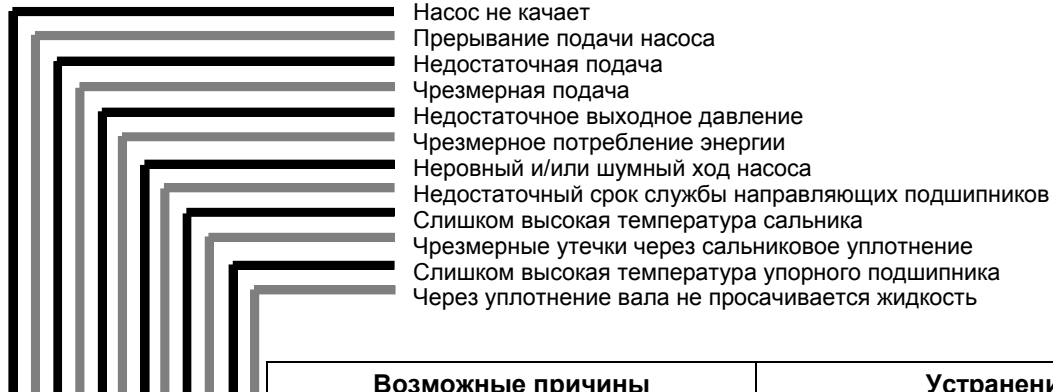 Насос не качает
Прерывание подачи насоса
Недостаточная подача
Чрезмерная подача
Недостаточное выходное давление
Чрезмерное потребление энергии
Неровный и/или шумный ход насоса
Недостаточный срок службы направляющих подшипников
Слишком высокая температура сальника
Чрезмерные утечки через сальниковое уплотнение
Слишком высокая температура упорного подшипника
Через уплотнение вала не просачивается жидкость
Возможные причины Устранени